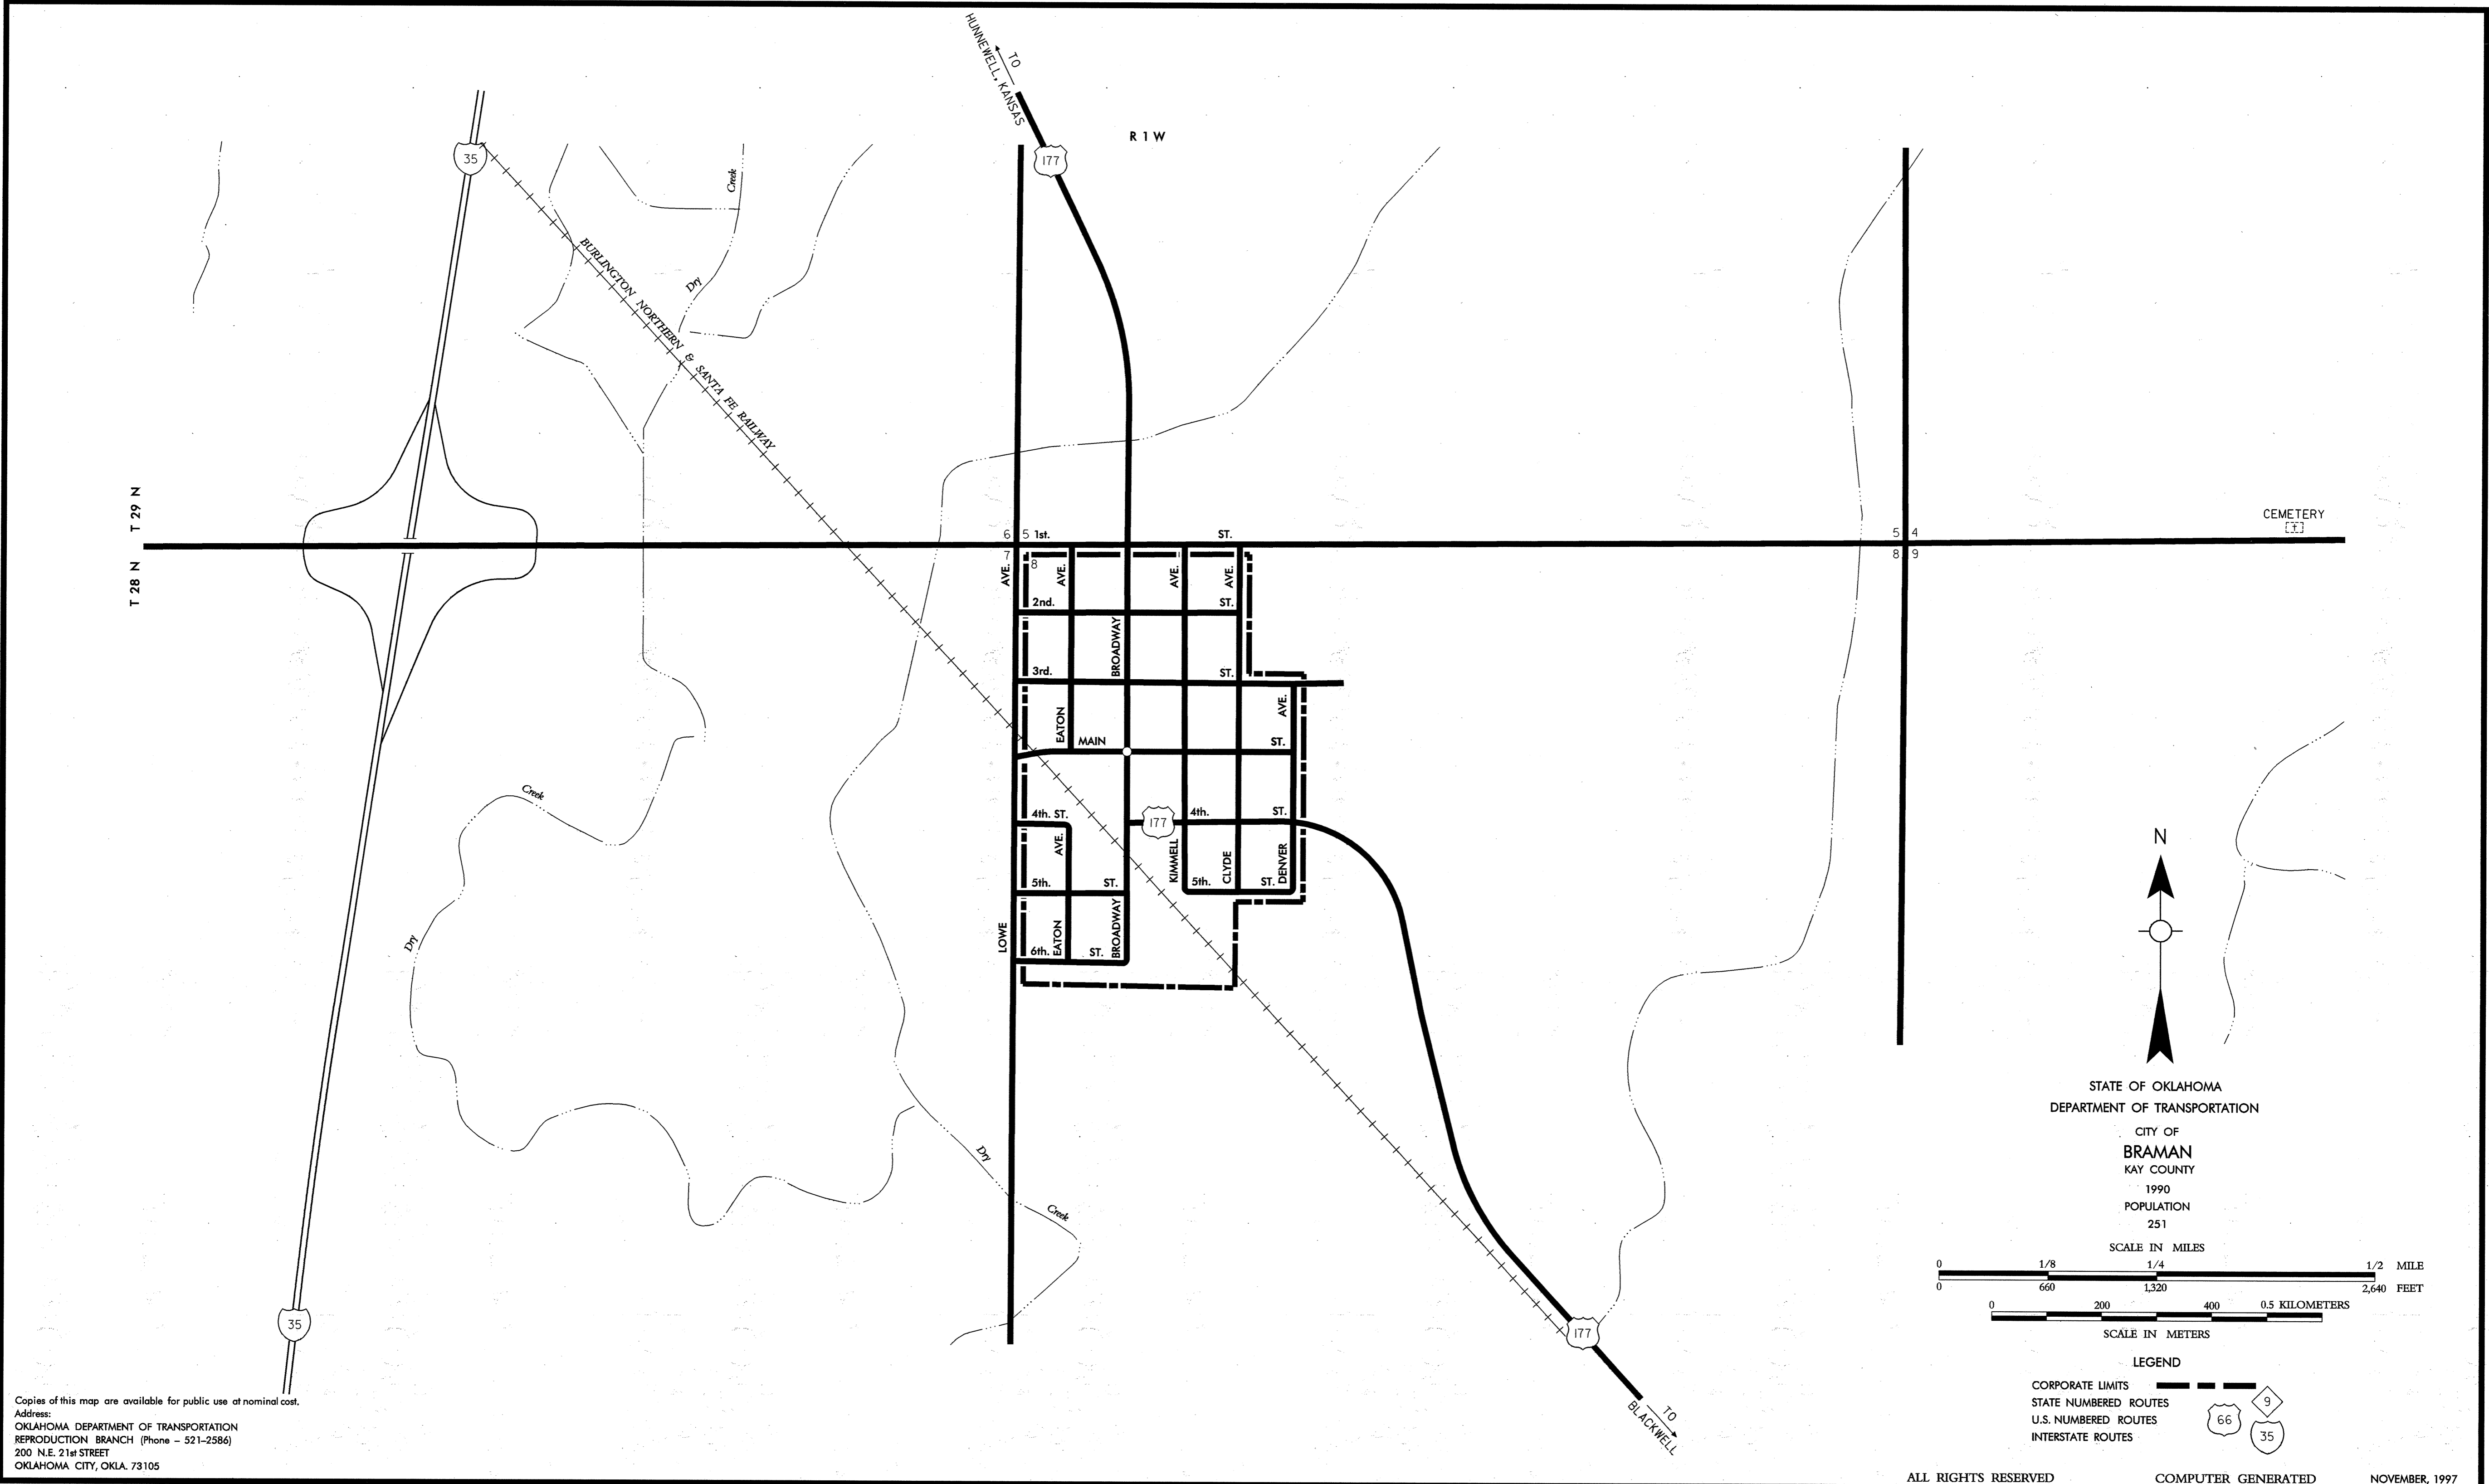 TO
HUNNEWELL, KANSAS
R 1 W
35
177
Creek
Dry
BURLINGTON NORTHERN & SANTA FE RAILWAY
T 29 N
T 28 N
CEMETERY
6 5 1st. ST.
5 4
7 8
8 9
AVE. AVE. AVE. AVE.
2nd. ST.
BROADWAY
3rd. ST.
EATON
AVE.
MAIN ST.
Creek
4th. ST.
177
4th. ST.
AVE.
KIMMELL
CLYDE
DENVER
5th. ST.
5th. ST.
Dry
LOWE
EATON
BROADWAY
6th. ST.
N
Dry
Creek
35
177
TO
BLACKWELL
STATE OF OKLAHOMA
DEPARTMENT OF TRANSPORTATION
CITY OF
BRAMAN
KAY COUNTY
1990
POPULATION
251
SCALE IN MILES
0 1/8 1/4 1/2 MILE
0 660 1,320 2,640 FEET
0 200 400 0.5 KILOMETERS
SCALE IN METERS
LEGEND
CORPORATE LIMITS
STATE NUMBERED ROUTES 9
U.S. NUMBERED ROUTES 66
INTERSTATE ROUTES 35
Copies of this map are available for public use at nominal cost.
Address:
OKLAHOMA DEPARTMENT OF TRANSPORTATION
REPRODUCTION BRANCH (Phone – 521–2586)
200 N.E. 21st STREET
OKLAHOMA CITY, OKLA. 73105
ALL RIGHTS RESERVED COMPUTER GENERATED NOVEMBER, 1997